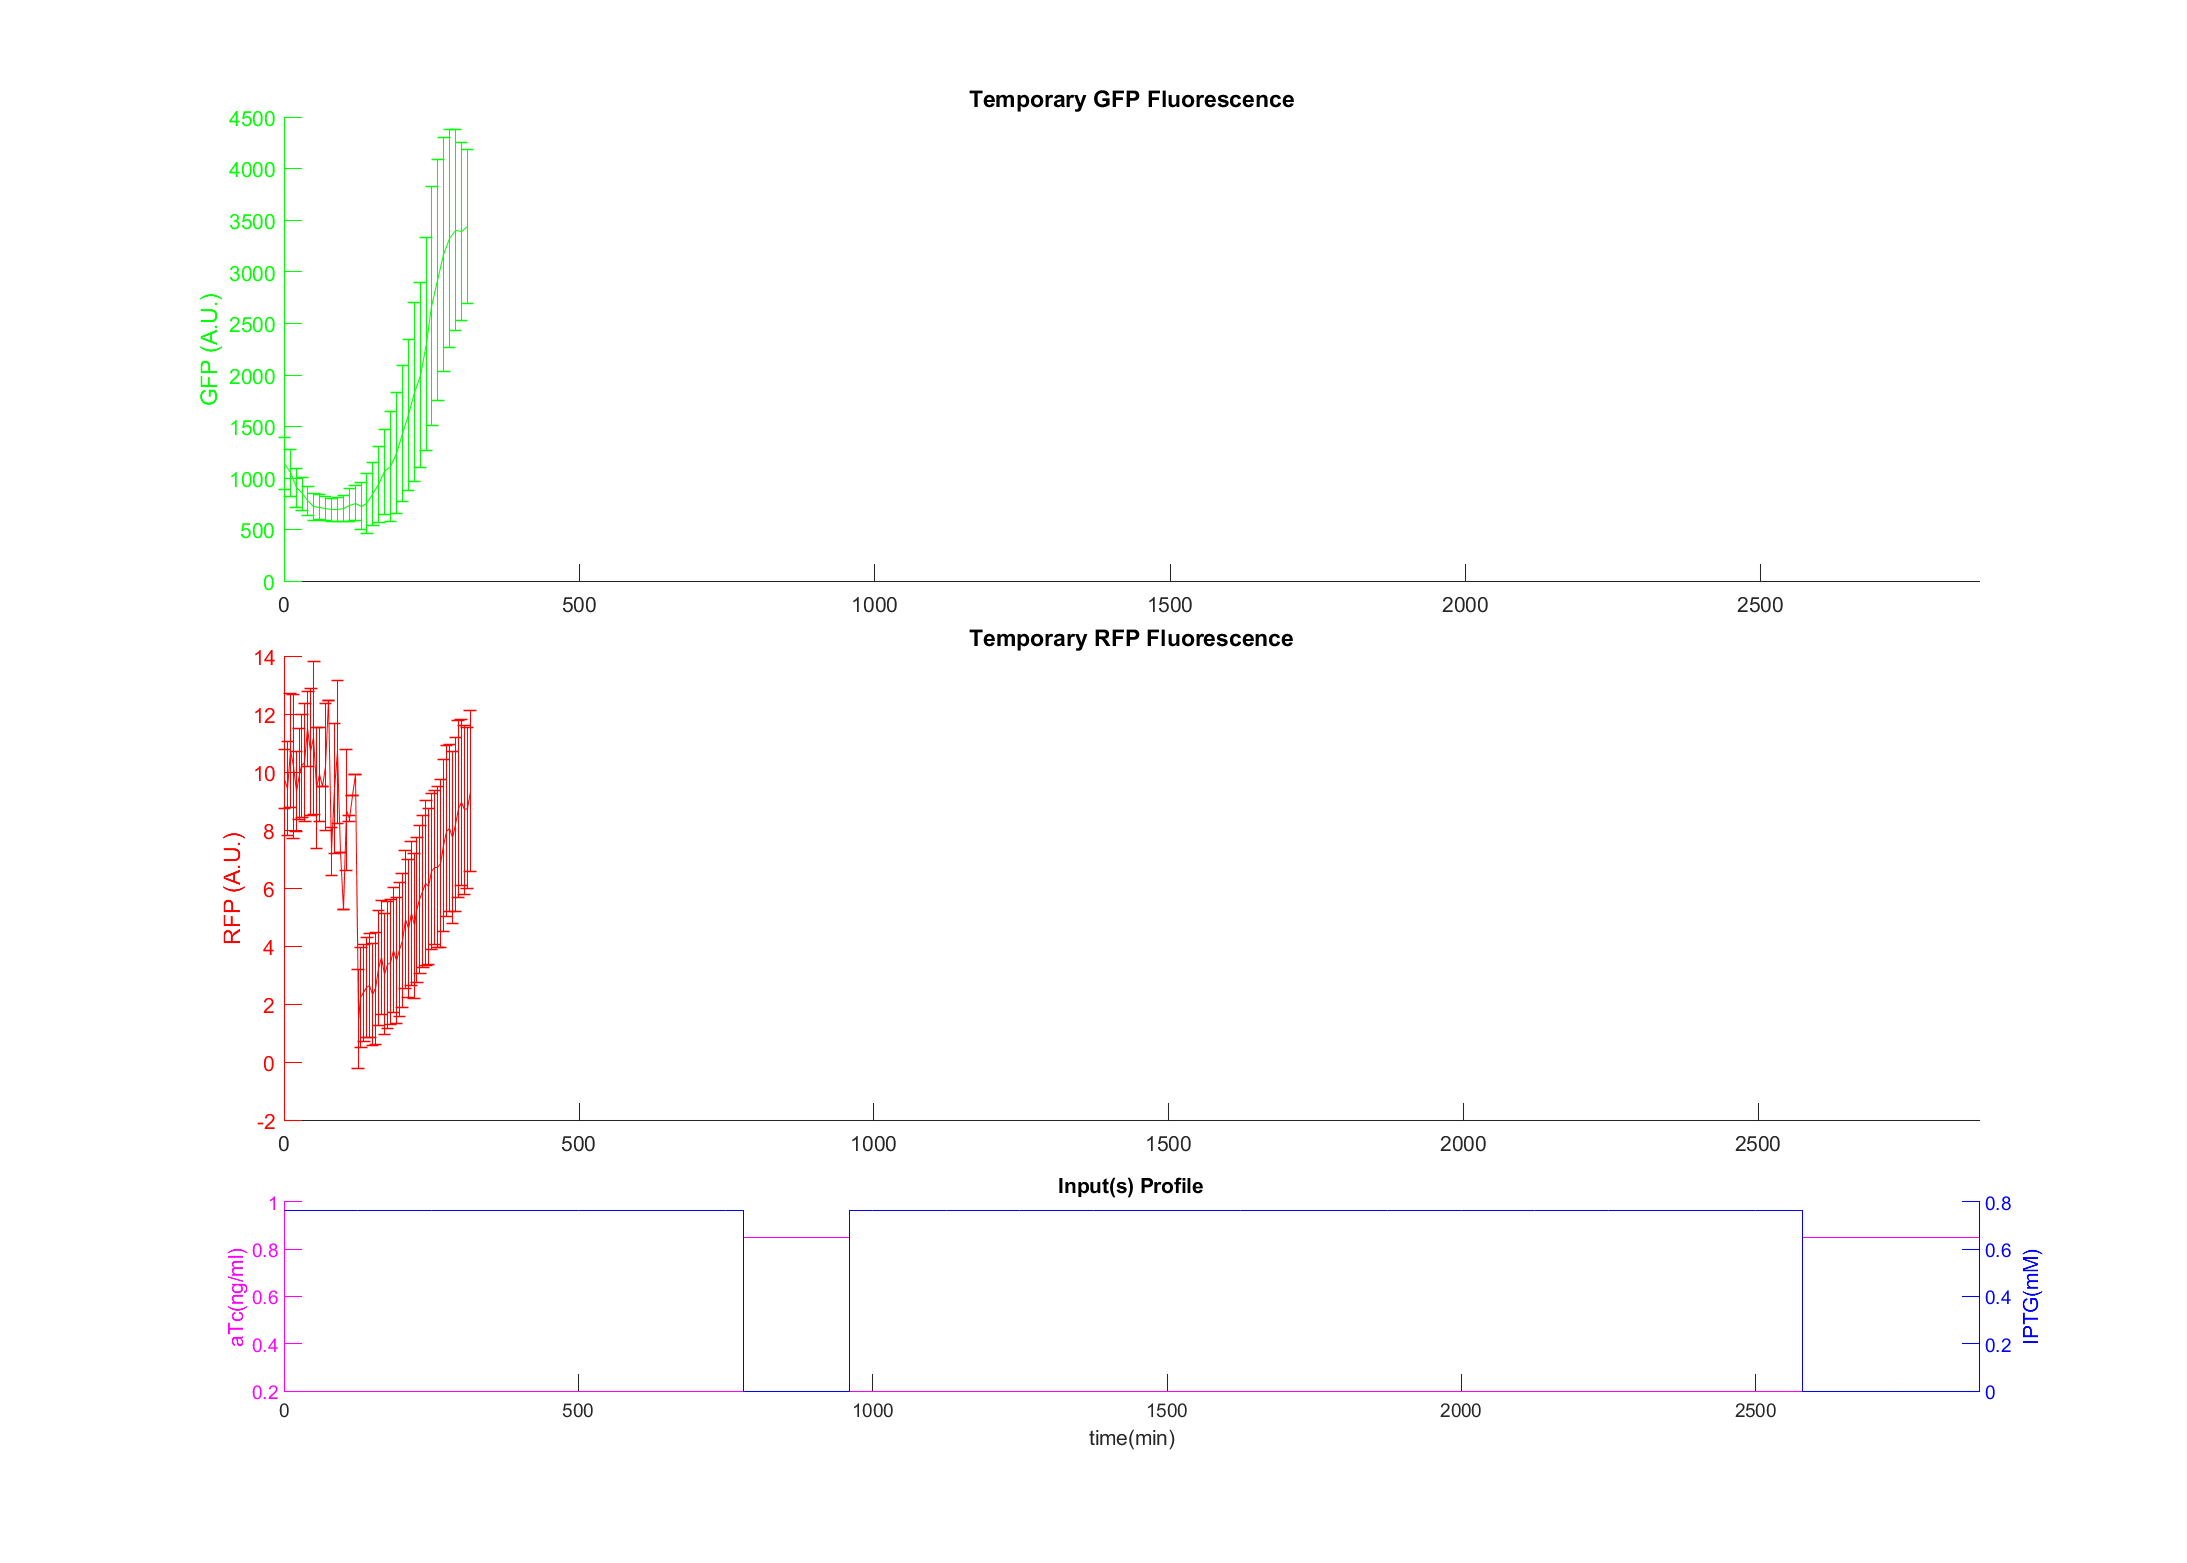 Temporary GFP Fluorescence
4500
4000
3500
3000
2500
2000
1500
1000
500
0
GFP (A.U.)
0 500 1000 1500 2000 2500
Temporary RFP Fluorescence
14
12
10
8
6
4
2
0
-2
RFP (A.U.)
0 500 1000 1500 2000 2500
Input(s) Profile
1
0.8
0.6
0.4
0.2
aTc(ng/ml)
0.8
0.6
0.4
0.2
0
IPTG(mM)
0 500 1000 1500 2000 2500
time(min)